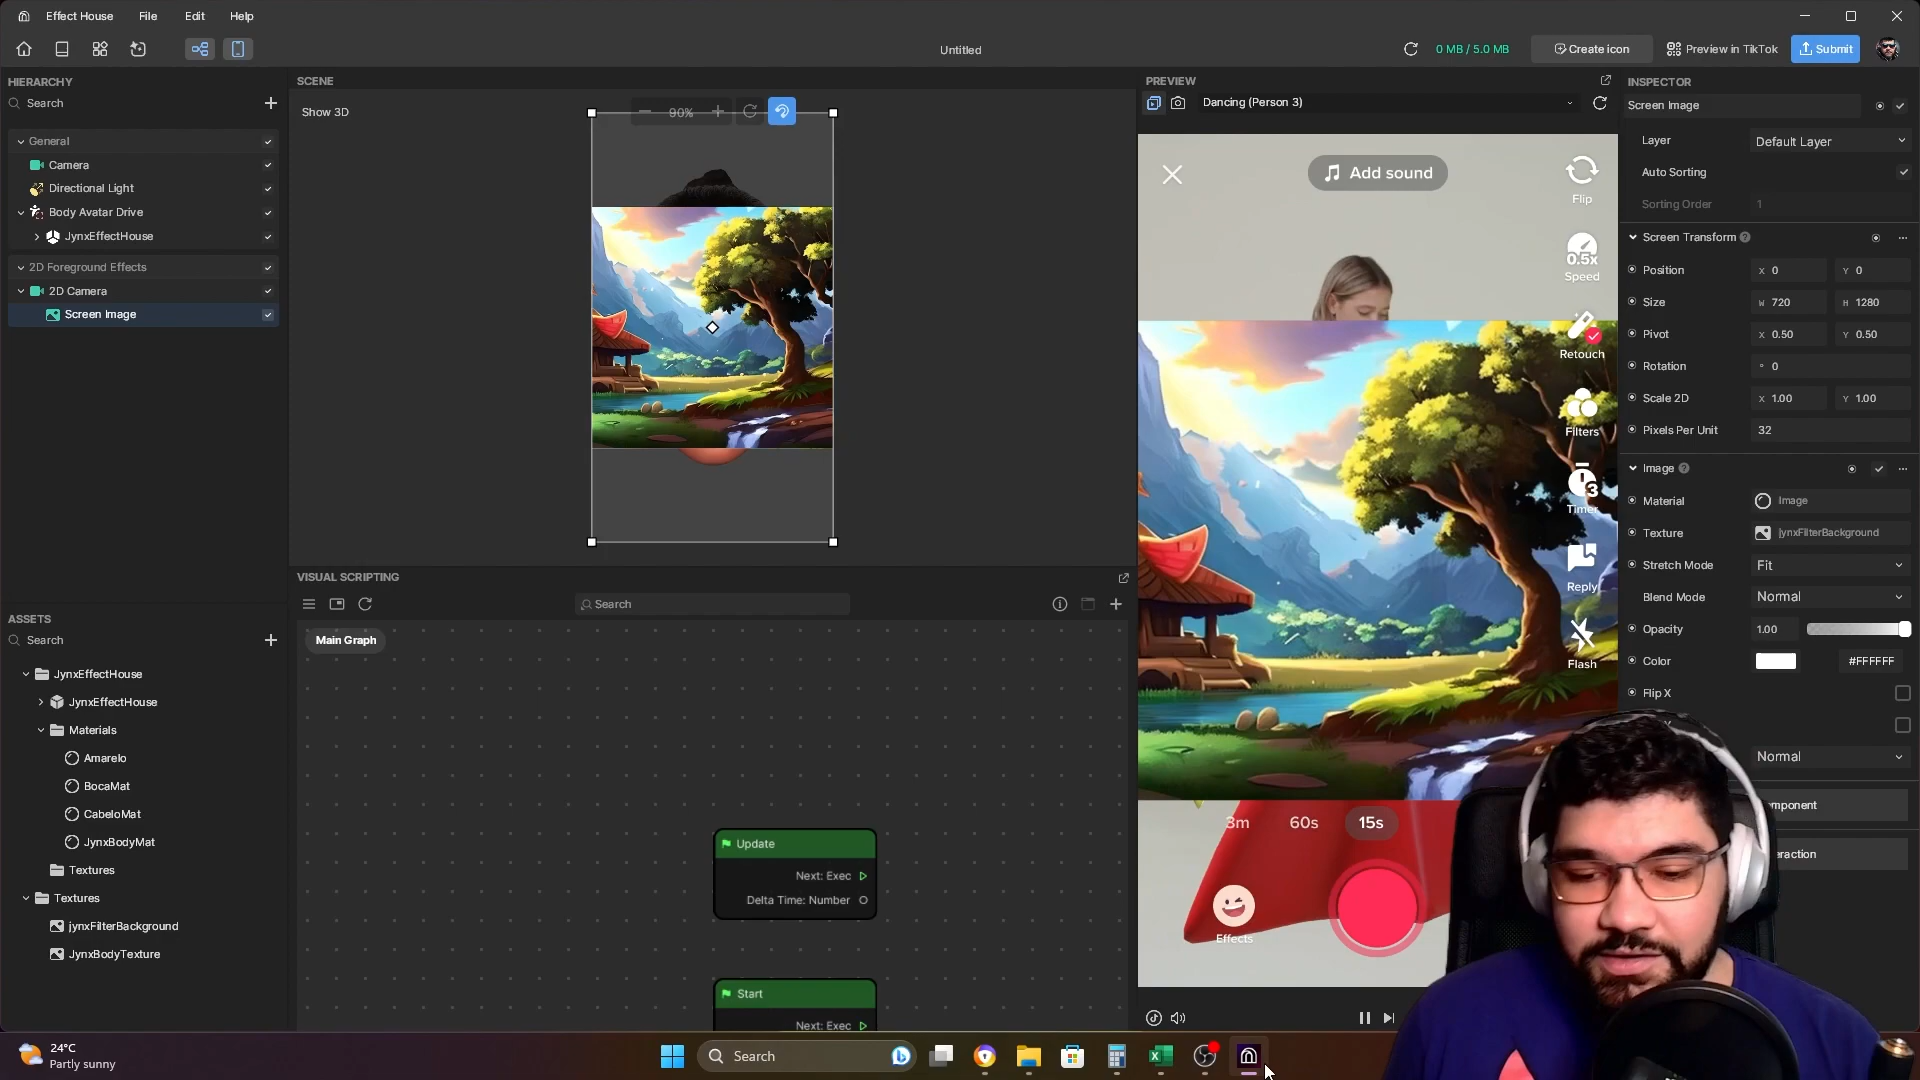 Effect House
File
Edit
Help
Untitled
0 MB / 5.0 MB
Create icon
Preview in TikTok
Submit
HIERARCHY
Search
General
Camera
Directional Light
Body Avatar Drive
JynxEffectHouse
2D Foreground Effects
2D Camera
Screen Image
ASSETS
Search
JynxEffectHouse
JynxEffectHouse
Materials
Amarelo
BocaMat
CabeloMat
JynxBodyMat
Textures
Textures
jynxFilterBackground
JynxBodyTexture
SCENE
Show 3D
90%
VISUAL SCRIPTING
Search
Main Graph
Update
Next: Exec
Delta Time: Number
Start
Next: Exec
PREVIEW
Dancing (Person 3)
Add sound
Flip
0.5x
Speed
Retouch
Filters
3
Timer
Reply
Flash
3m 60s 15s
Effects
INSPECTOR
Screen Image
Layer Default Layer
Auto Sorting
Sorting Order 1
Screen Transform
Position X 0 Y 0
Size W 720 H 1280
Pivot X 0.50 Y 0.50
Rotation ° 0
Scale 2D X 1.00 Y 1.00
Pixels Per Unit 32
Image
Material Image
Texture jynxFilterBackground
Stretch Mode Fit
Blend Mode Normal
Opacity 1.00
Color #FFFFFF
Flip X
Normal
24°C
Partly sunny
Search